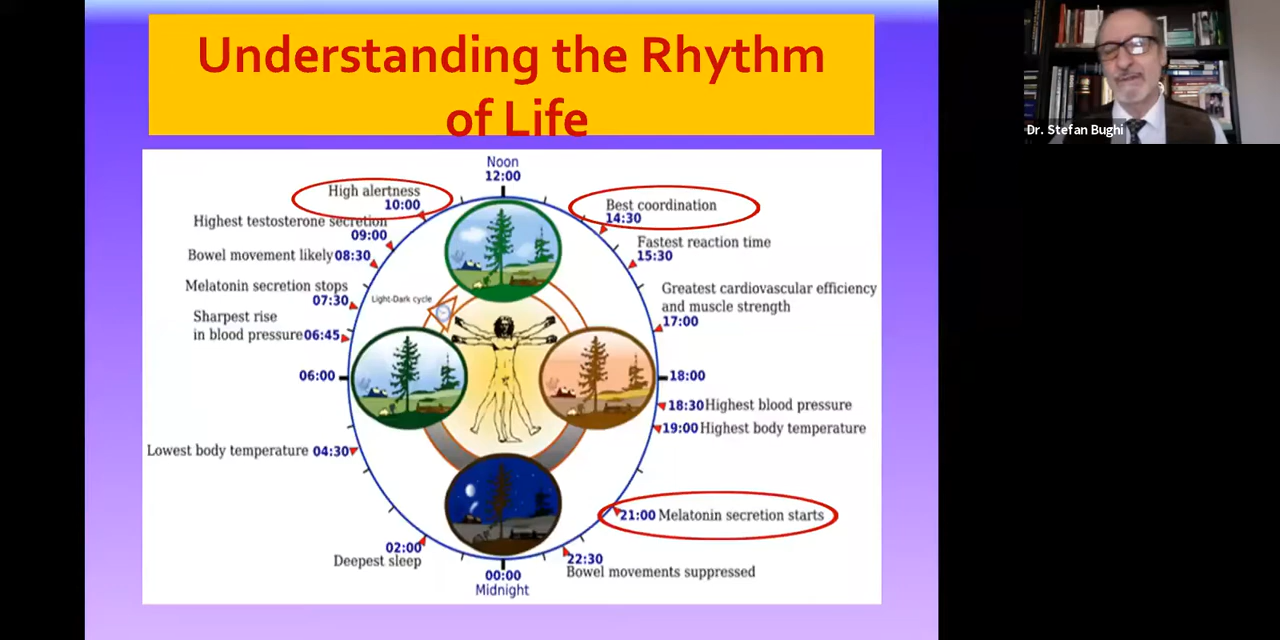 Understanding the Rhythm
of Life
Dr. Stefan Bughi
Noon
12:00
High alertness
10:00
Highest testosterone secretion
09:00
Bowel movement likely 08:30
Melatonin secretion stops
07:30
Sharpest rise
in blood pressure 06:45
06:00
Lowest body temperature 04:30
02:00
Deepest sleep
00:00
Midnight
Light-Dark cycle
Best coordination
14:30
Fastest reaction time
15:30
Greatest cardiovascular efficiency
and muscle strength
17:00
18:00
18:30 Highest blood pressure
19:00 Highest body temperature
21:00 Melatonin secretion starts
22:30
Bowel movements suppressed